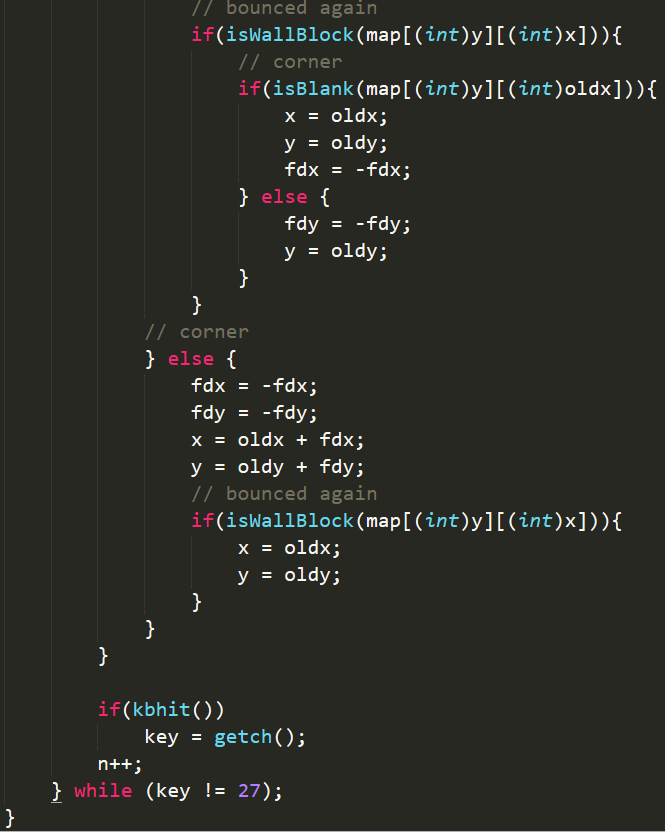 // bounced again
if(isWallBlock(map[(int)y][(int)x])){
// corner
if(isBlank(map[(int)y][(int)oldx])){
x = oldx;
y = oldy;
fdx = -fdx;
} else {
fdy = -fdy;
y = oldy;
}
}
// corner
} else {
fdx = -fdx;
fdy = -fdy;
x = oldx + fdx;
y = oldy + fdy;
// bounced again
if(isWallBlock(map[(int)y][(int)x])){
x = oldx;
y = oldy;
}
}
}
if(kbhit())
key = getch();
n++;
} while (key != 27);
}